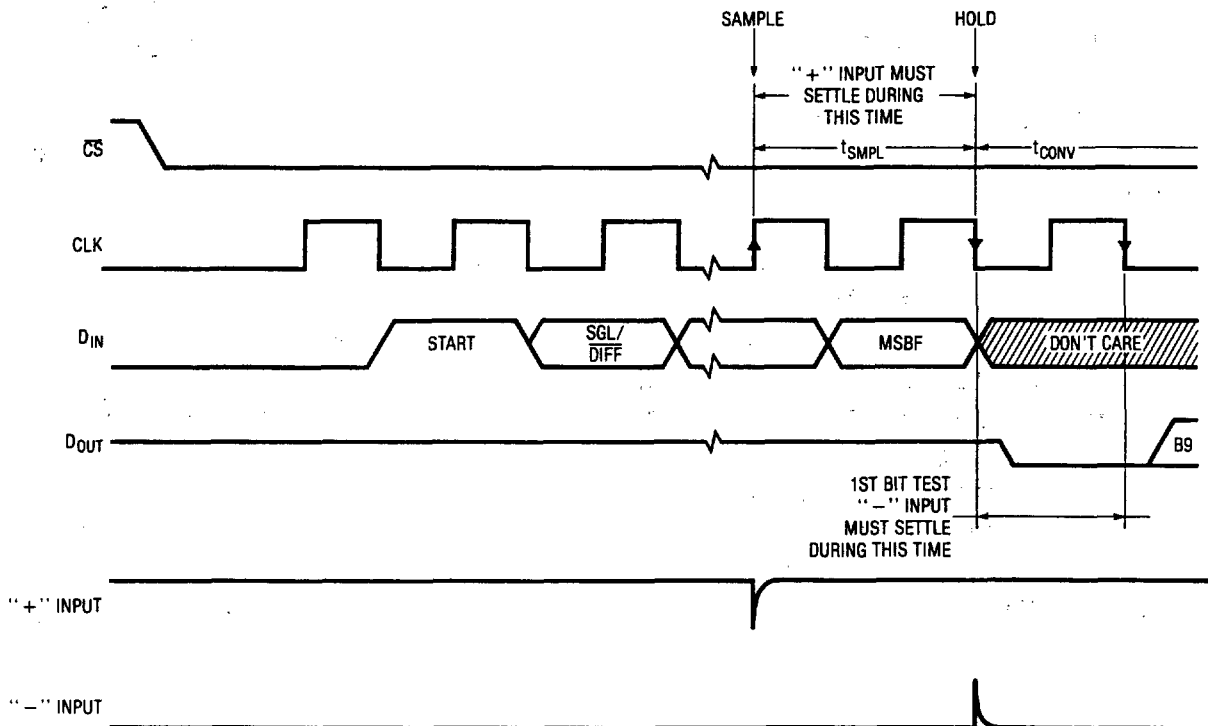 SAMPLE HOLD
“+” INPUT MUST
SETTLE DURING
THIS TIME
CS
tSMPL tCONV
CLK
DIN START SGL/
DIFF MSBF DON'T CARE
DOUT B9
1ST BIT TEST
“−” INPUT
MUST SETTLE
DURING THIS TIME
“+” INPUT
“−” INPUT